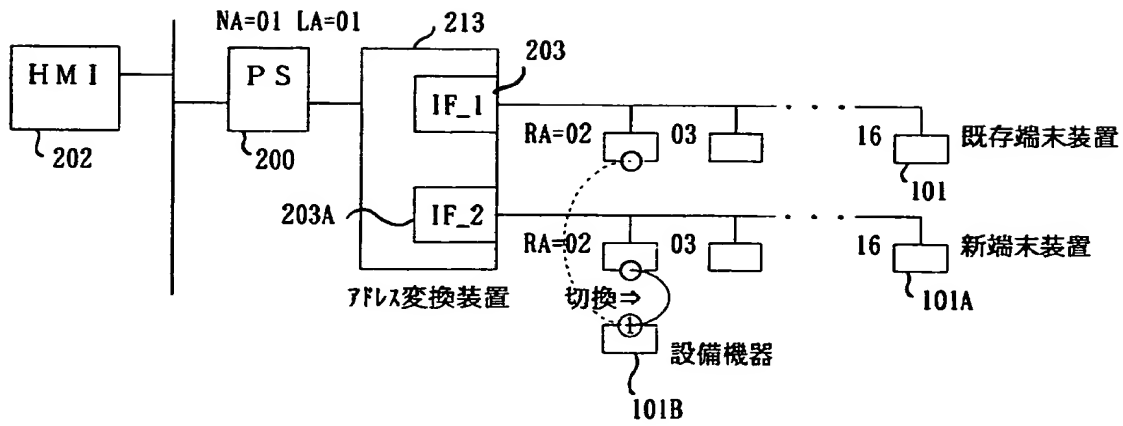 NA=01 LA=01
213
203
HMI
PS
IF_1
202
200
RA=02
03
16
既存端末装置
101
203A
IF_2
RA=02
03
16
新端末装置
101A
アドレス変換装置
切換⇒
1
設備機器
101B